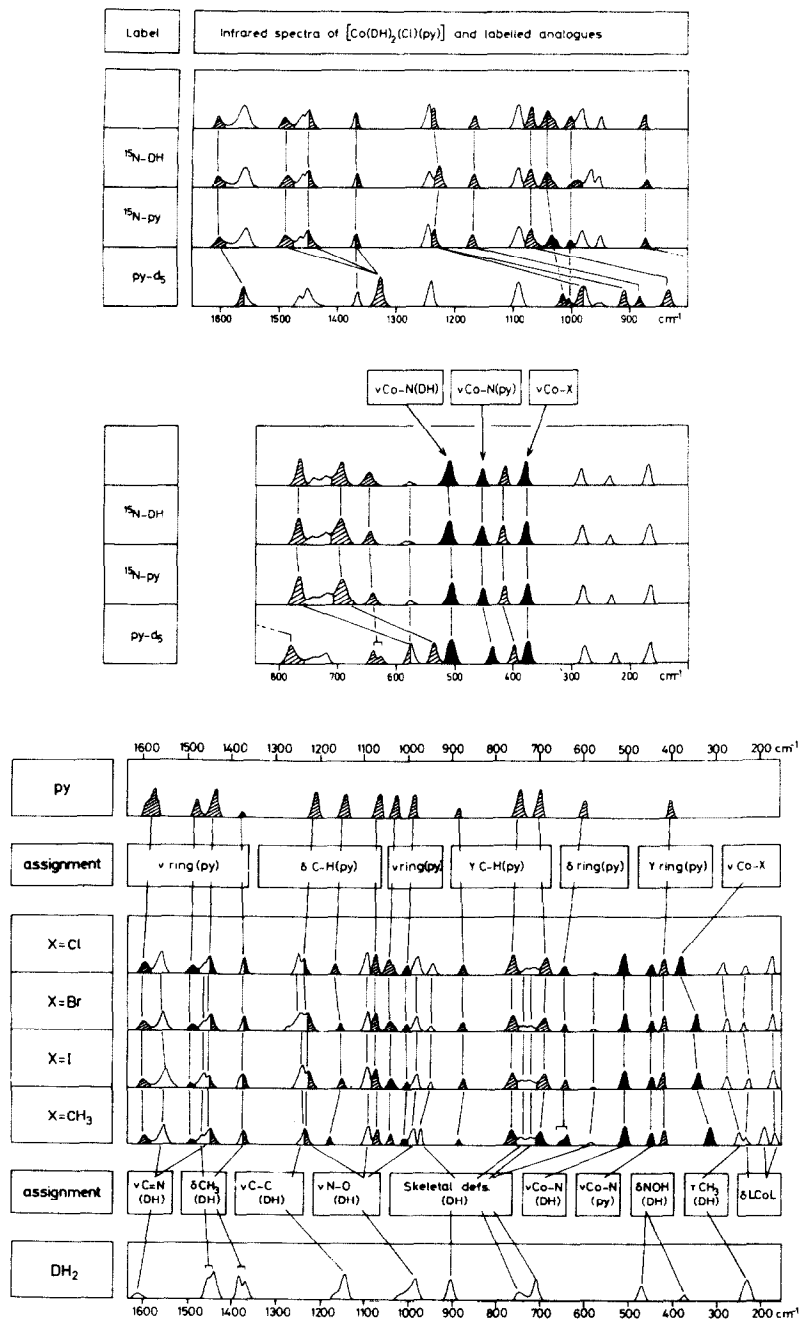 Label
Infrared spectra of [Co(DH)2(Cl)(py)] and labelled analogues
15N-DH
15N-py
py-d5
1600 1500 1400 1300 1200 1100 1000 900 cm-1
νCo-N(DH) νCo-N(py) νCo-X
15N-DH
15N-py
py-d5
800 700 600 500 400 300 200 cm-1
1600 1500 1400 1300 1200 1100 1000 900 800 700 600 500 400 300 200 cm-1
py
assignment
ν ring(py) δ C-H(py) ν ring(py) γ C-H(py) δ ring(py) γ ring(py) ν Co-X
X=Cl
X=Br
X=I
X=CH3
assignment
νC=N (DH)
δCH3 (DH)
νC-C (DH)
νN-O (DH)
Skeletal defs. (DH)
νCo-N (DH)
νCo-N (py)
δNOH (DH)
τ CH3 (DH)
δLCoL
DH2
1600 1500 1400 1300 1200 1100 1000 900 800 700 600 500 400 300 200 cm-1